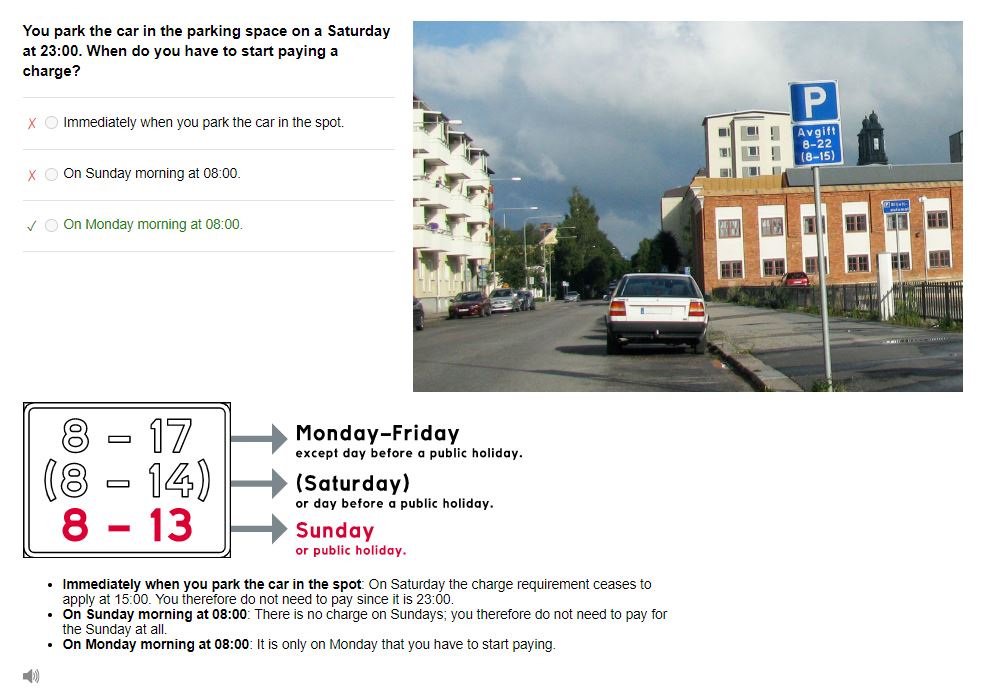 You park the car in the parking space on a Saturday
at 23:00. When do you have to start paying a
charge?
Immediately when you park the car in the spot.
On Sunday morning at 08:00.
On Monday morning at 08:00.
P
Avgift
8-22
(8-15)
8 - 17
(8 - 14)
8 - 13
Monday-Friday
except day before a public holiday.
(Saturday)
or day before a public holiday.
Sunday
or public holiday.
Immediately when you park the car in the spot: On Saturday the charge requirement ceases to
apply at 15:00. You therefore do not need to pay since it is 23:00.
On Sunday morning at 08:00: There is no charge on Sundays; you therefore do not need to pay for
the Sunday at all.
On Monday morning at 08:00: It is only on Monday that you have to start paying.